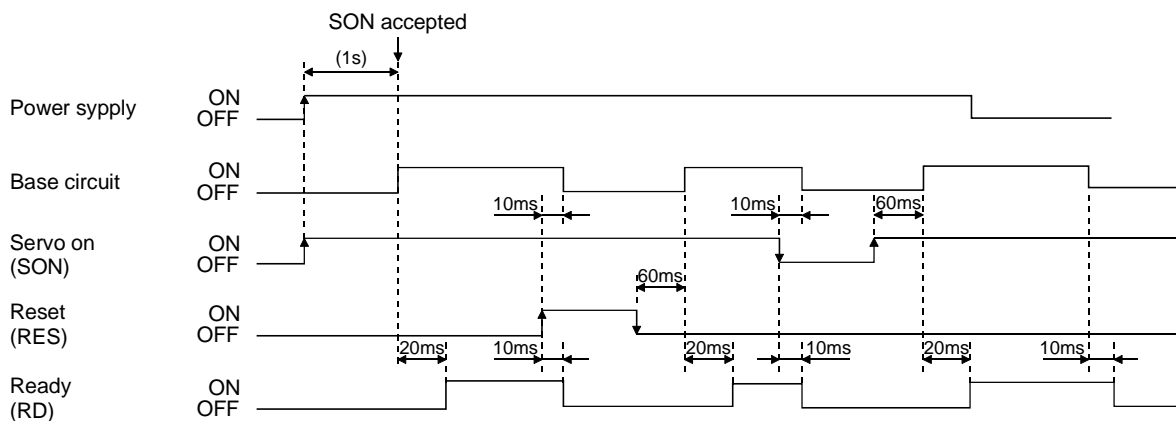 SON accepted
(1s)
Power sypply ON
OFF
Base circuit ON
OFF
10ms 10ms 60ms
Servo on ON
(SON) OFF
60ms
Reset ON
(RES) OFF
20ms 10ms 20ms 10ms 20ms 10ms
Ready ON
(RD) OFF